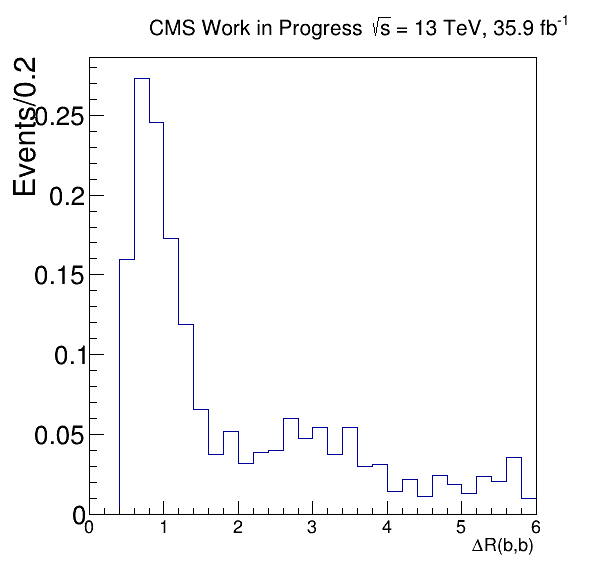 CMS Work in Progress √s = 13 TeV, 35.9 fb⁻¹
Events/0.2
0.25
0.2
0.15
0.1
0.05
0
0 1 2 3 4 5 6
ΔR(b,b)